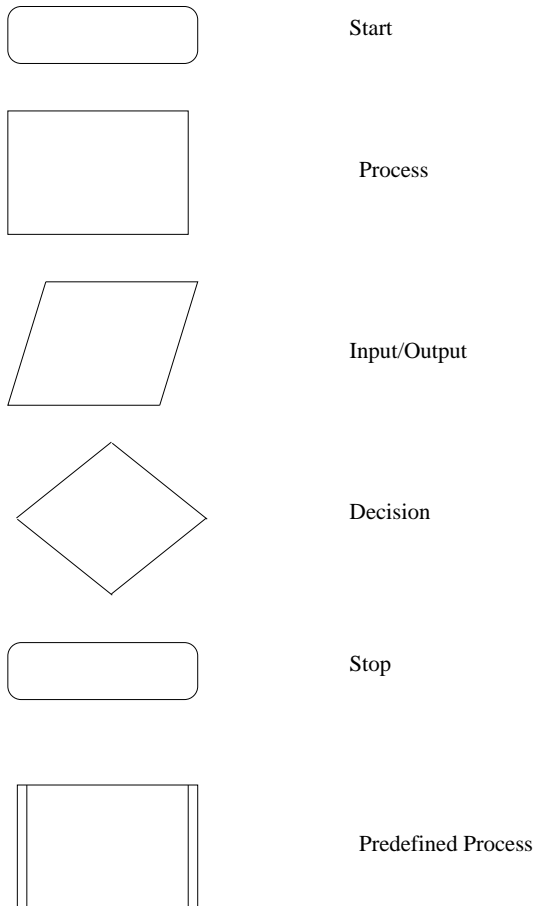 Start
Process
Input/Output
Decision
Stop
Predefined Process